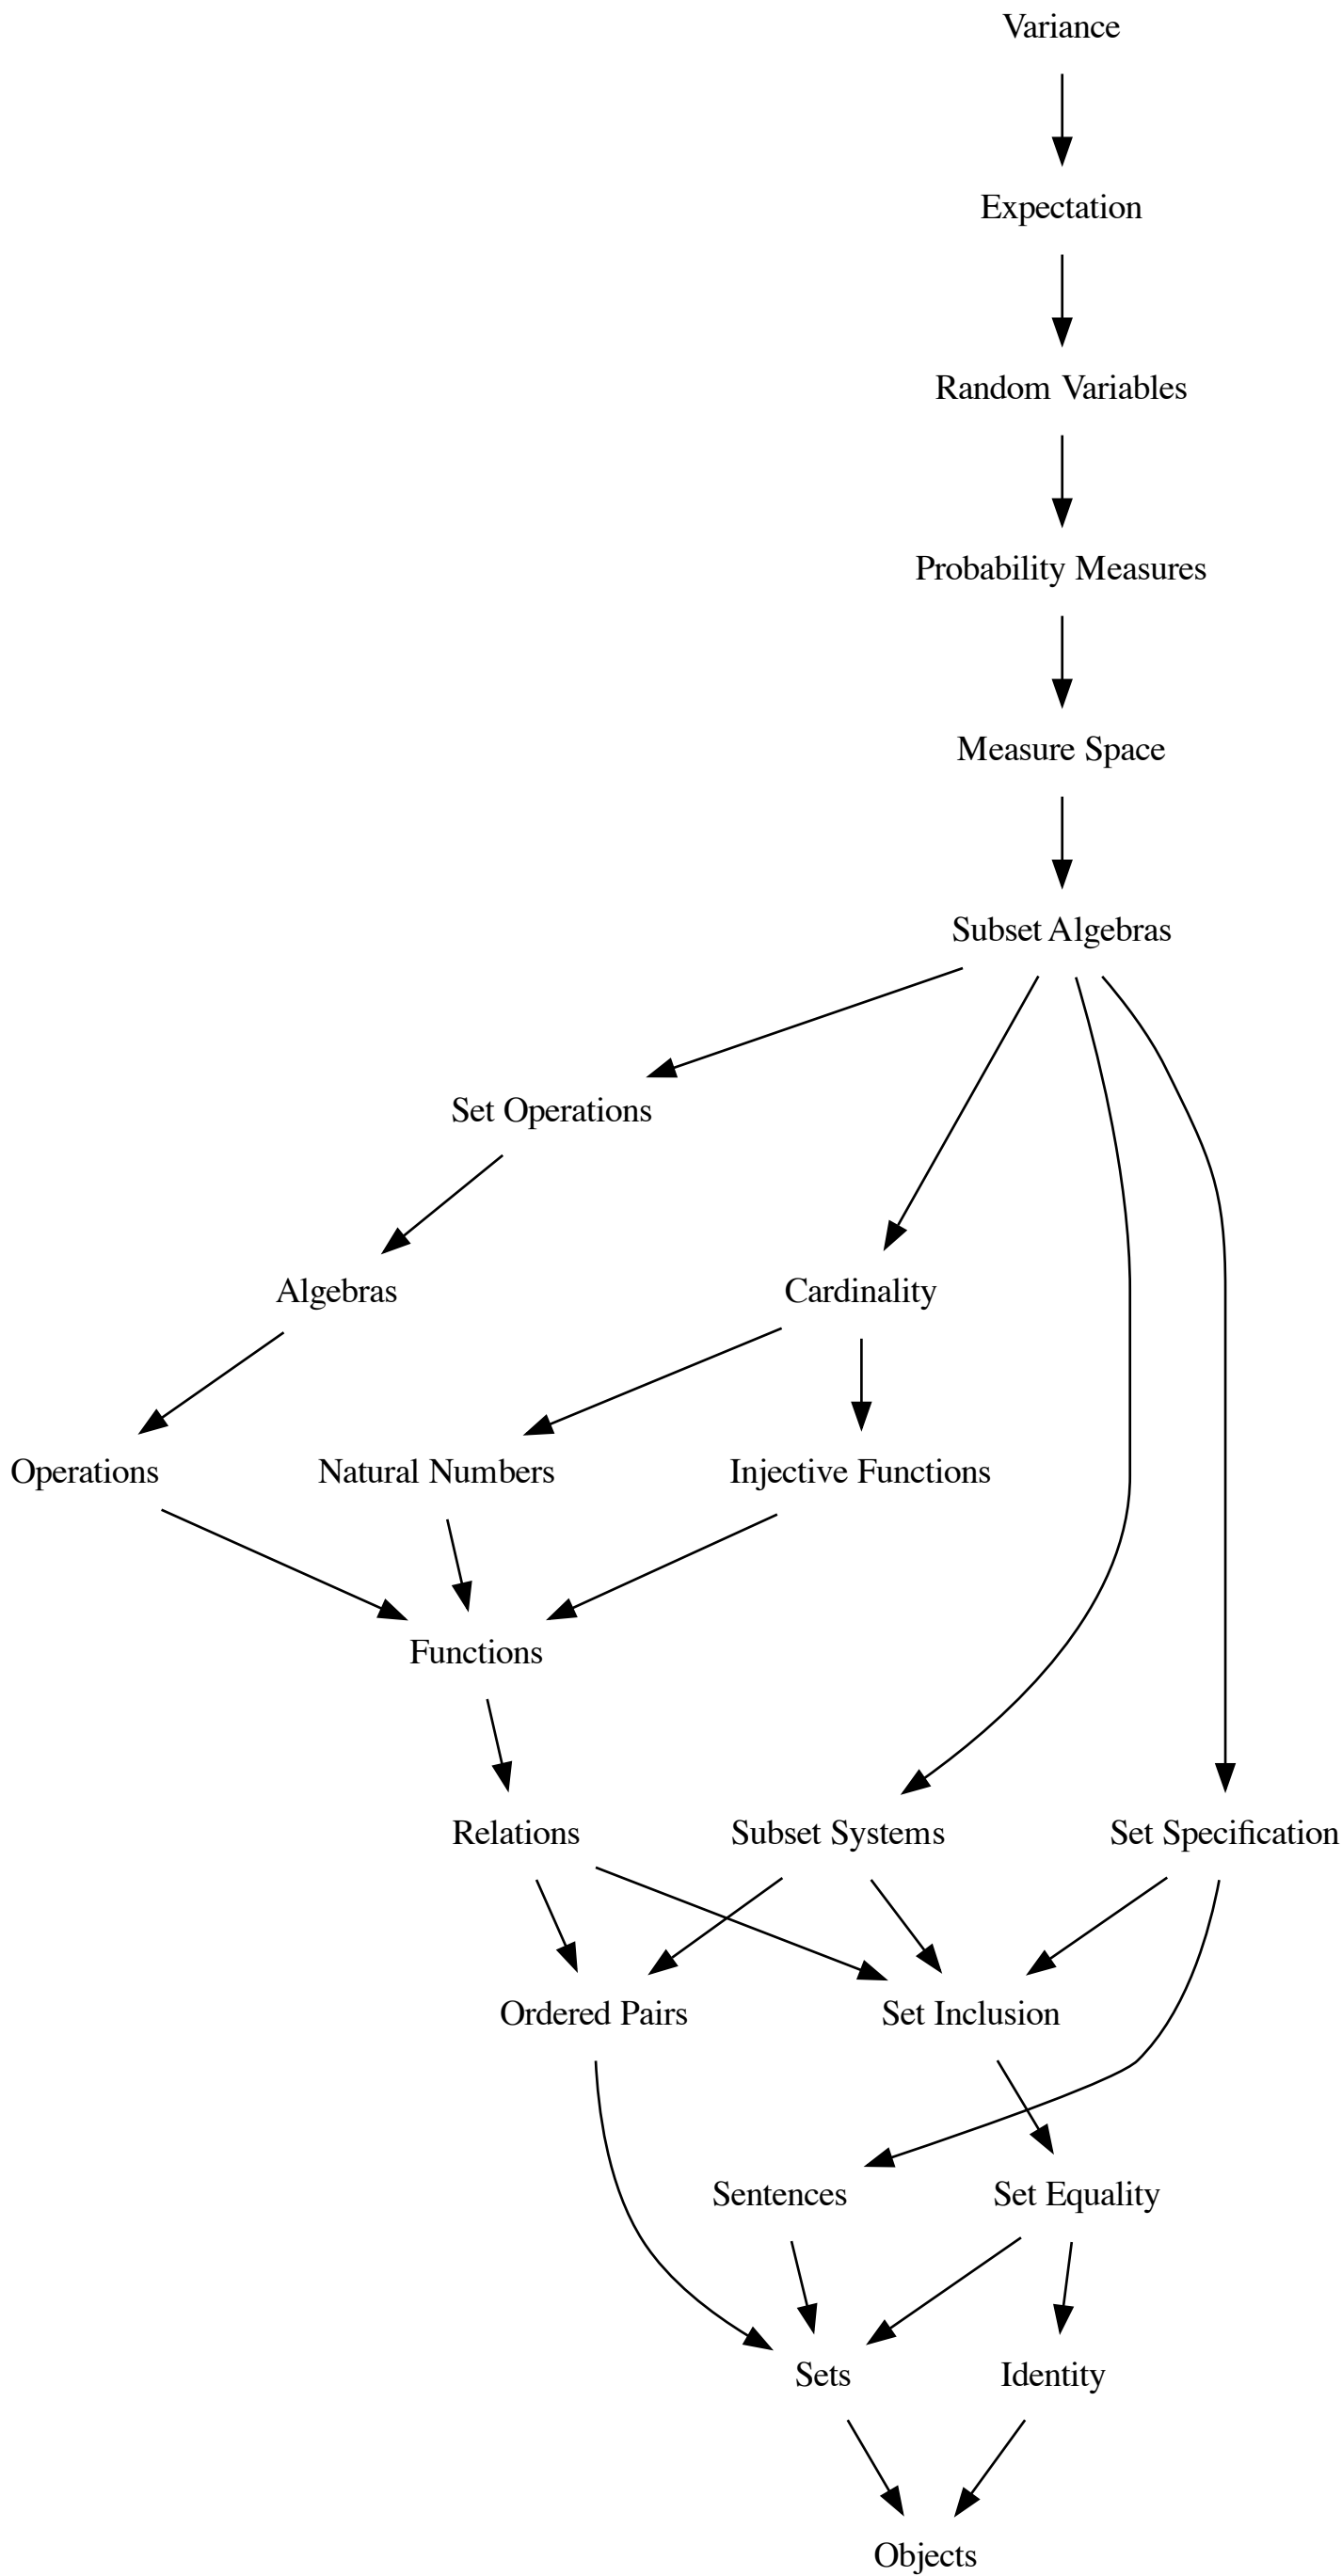 Variance
Expectation
Random Variables
Probability Measures
Measure Space
Subset Algebras
Set Operations
Algebras
Cardinality
Operations
Natural Numbers
Injective Functions
Functions
Relations
Subset Systems
Set Specification
Ordered Pairs
Set Inclusion
Sentences
Set Equality
Sets
Identity
Objects